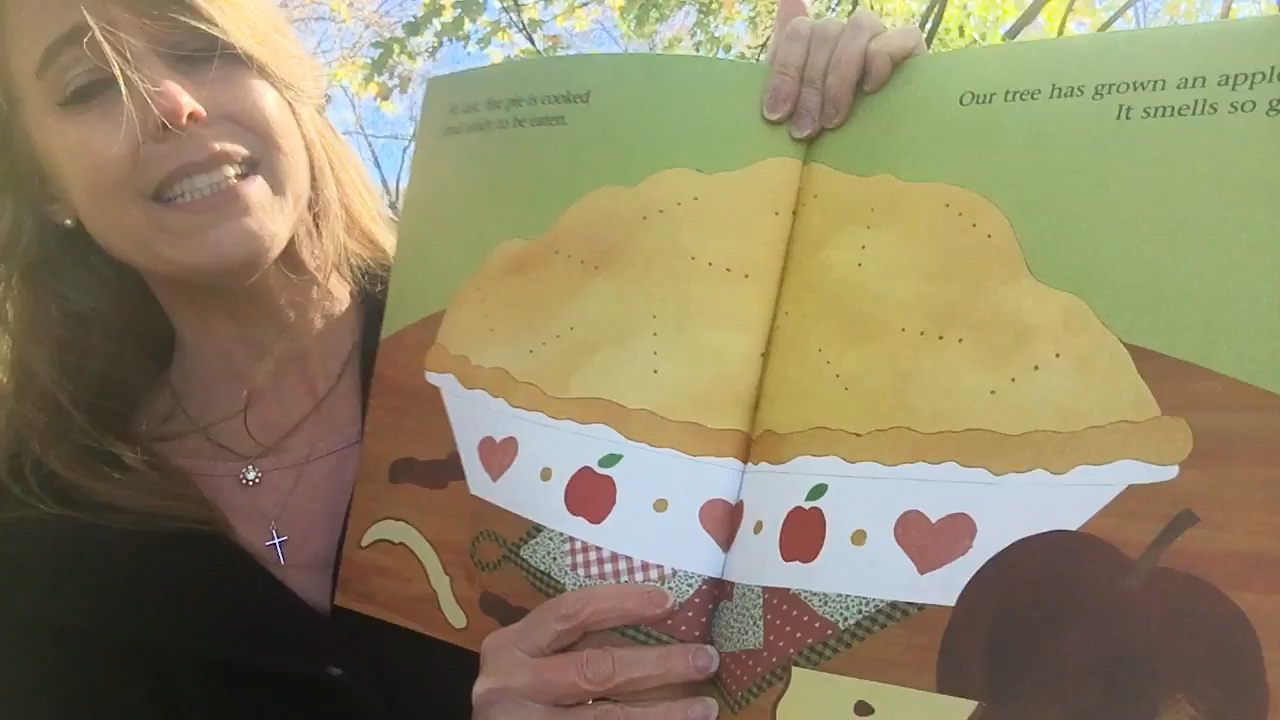 At last, the pie is cooked
and ready to be eaten.
Our tree has grown an apple
It smells so g